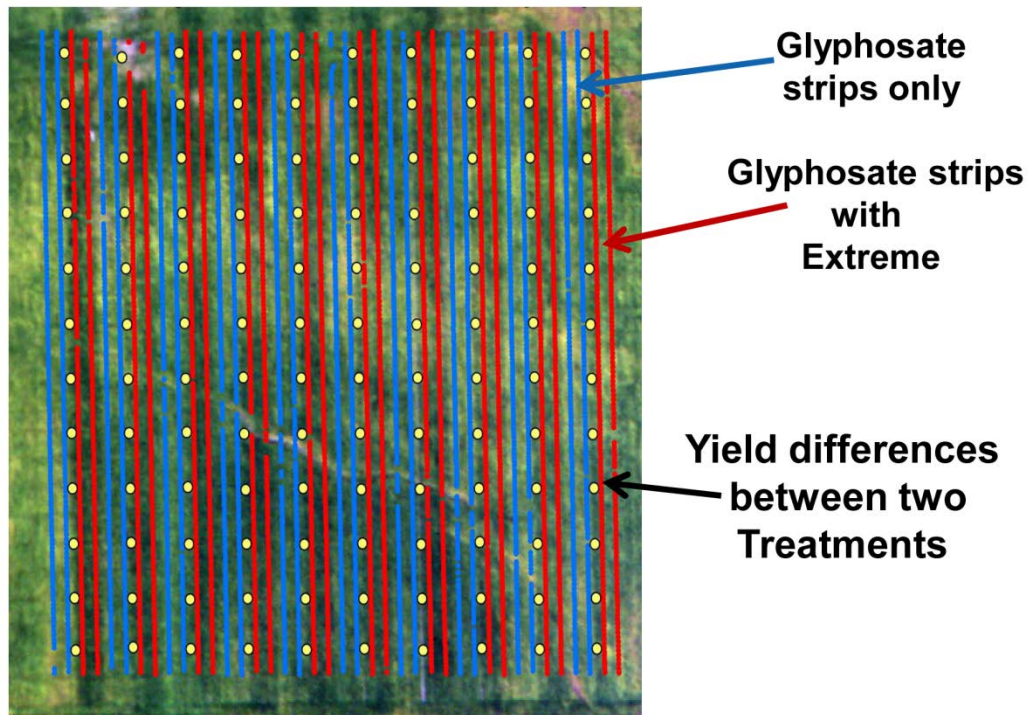 Glyphosate
strips only
Glyphosate strips
with
Extreme
Yield differences
between two
Treatments